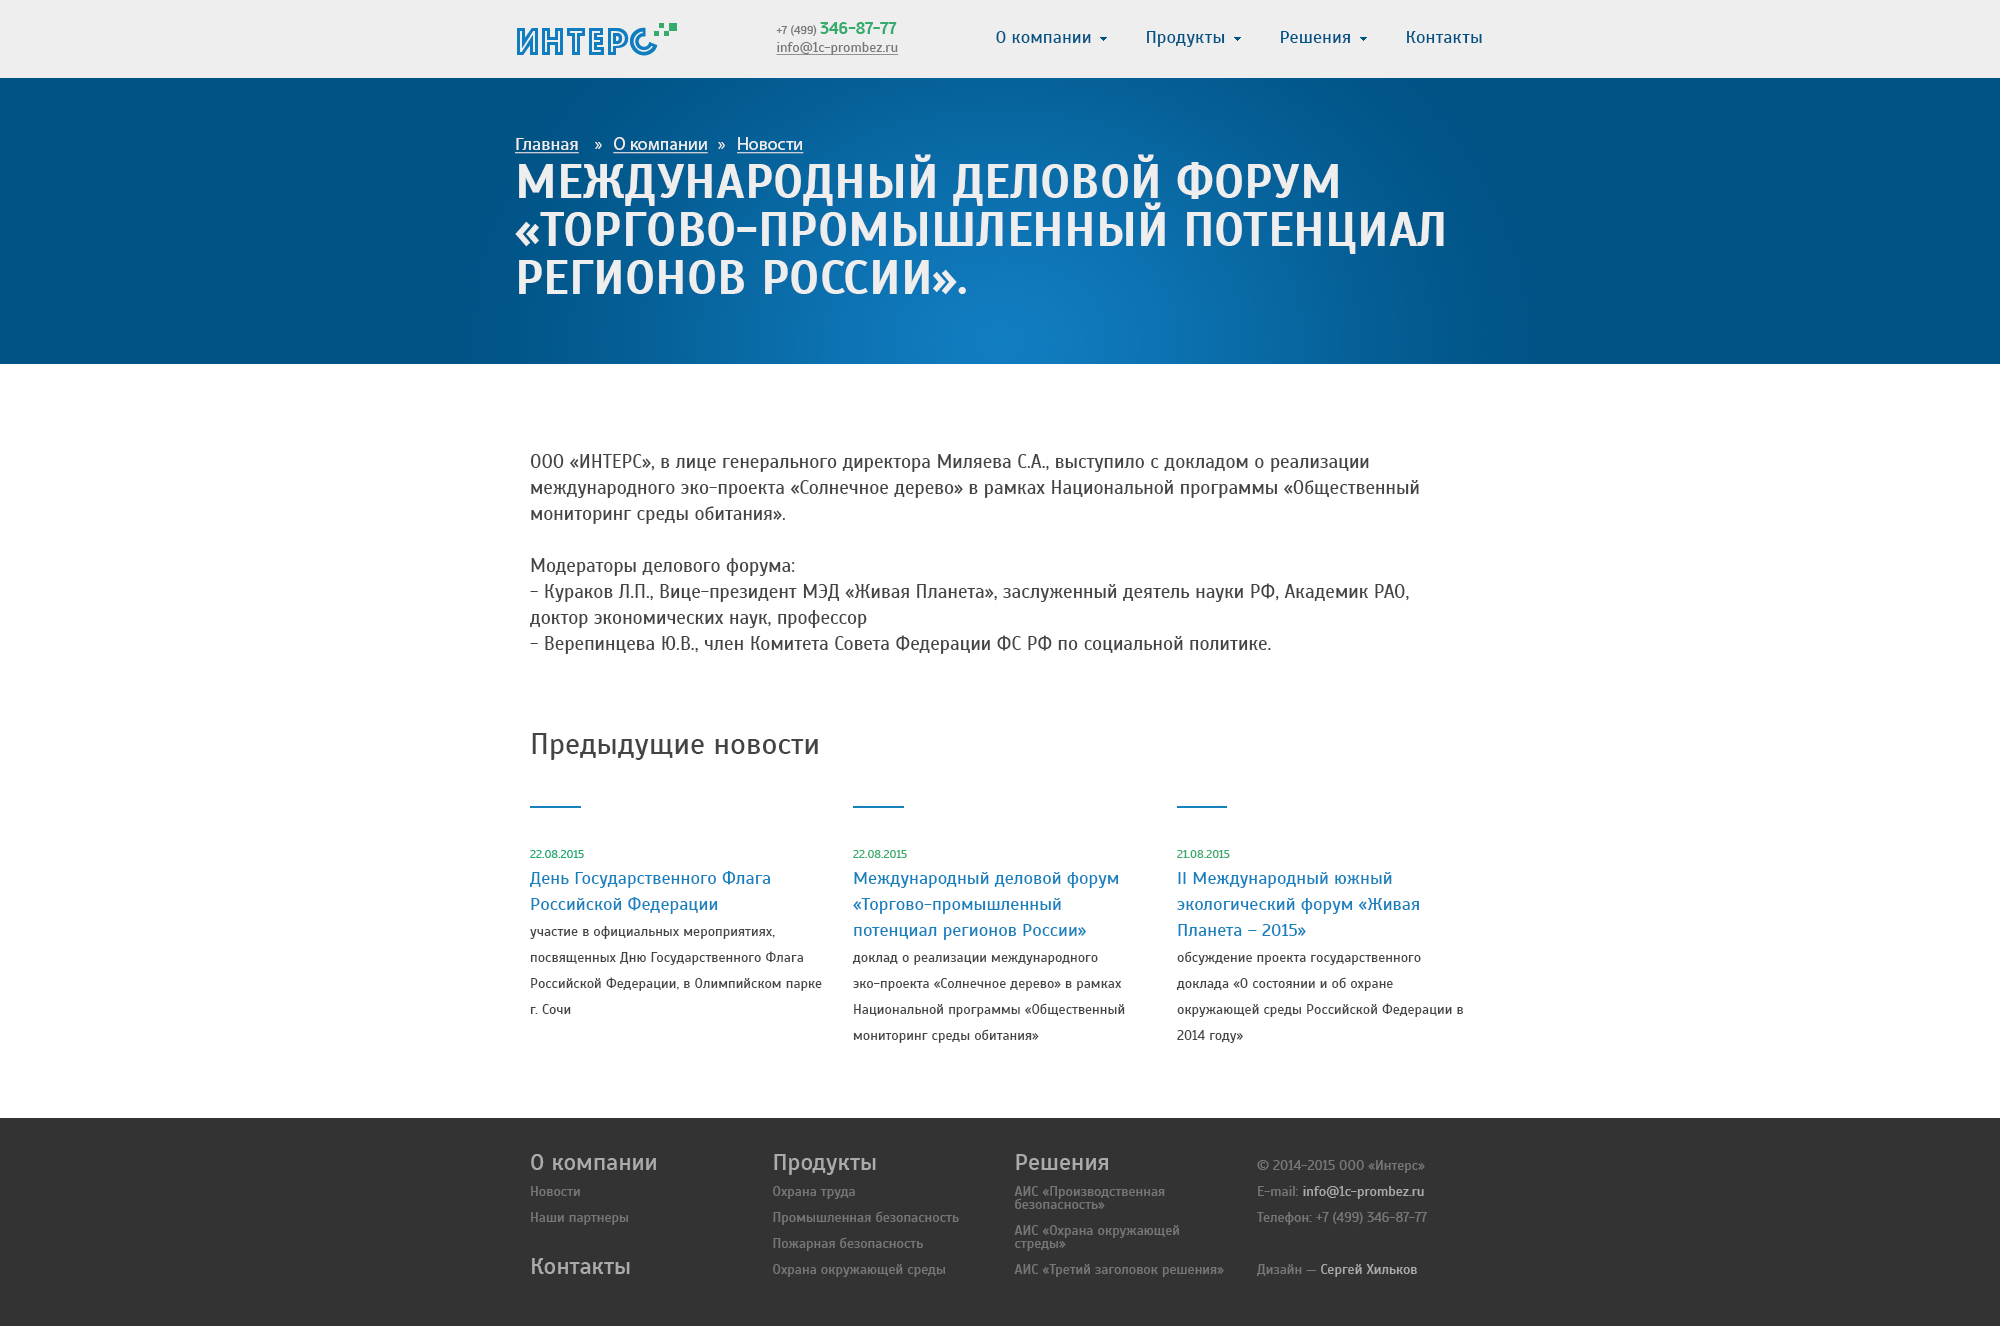 ИНТЕРС
+7 (499) 346-87-77
info@1c-prombez.ru
О компании
Продукты
Решения
Контакты
Главная » О компании » Новости
МЕЖДУНАРОДНЫЙ ДЕЛОВОЙ ФОРУМ
«ТОРГОВО-ПРОМЫШЛЕННЫЙ ПОТЕНЦИАЛ
РЕГИОНОВ РОССИИ».
ООО «ИНТЕРС», в лице генерального директора Миляева С.А., выступило с докладом о реализации
международного эко-проекта «Солнечное дерево» в рамках Национальной программы «Общественный
мониторинг среды обитания».
Модераторы делового форума:
- Кураков Л.П., Вице-президент МЭД «Живая Планета», заслуженный деятель науки РФ, Академик РАО,
доктор экономических наук, профессор
- Верепинцева Ю.В., член Комитета Совета Федерации ФС РФ по социальной политике.
Предыдущие новости
22.08.2015
День Государственного Флага
Российской Федерации
участие в официальных мероприятиях,
посвященных Дню Государственного Флага
Российской Федерации, в Олимпийском парке
г. Сочи
22.08.2015
Международный деловой форум
«Торгово-промышленный
потенциал регионов России»
доклад о реализации международного
эко-проекта «Солнечное дерево» в рамках
Национальной программы «Общественный
мониторинг среды обитания»
21.08.2015
II Международный южный
экологический форум «Живая
Планета – 2015»
обсуждение проекта государственного
доклада «О состоянии и об охране
окружающей среды Российской Федерации в
2014 году»
О компании
Новости
Наши партнеры
Контакты
Продукты
Охрана труда
Промышленная безопасность
Пожарная безопасность
Охрана окружающей среды
Решения
АИС «Производственная
безопасность»
АИС «Охрана окружающей
стреды»
АИС «Третий заголовок решения»
© 2014-2015 ООО «Интерс»
E-mail: info@1c-prombez.ru
Телефон: +7 (499) 346-87-77
Дизайн — Сергей Хильков